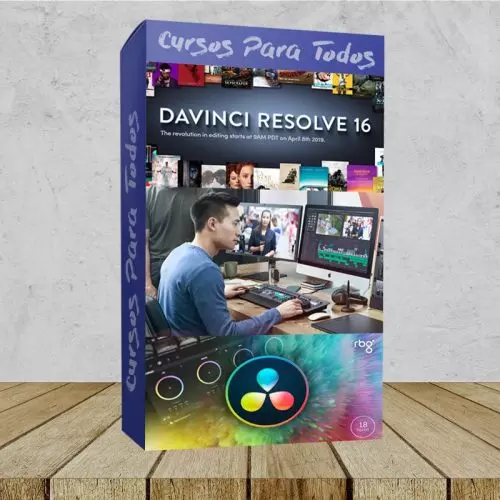 Cursos Para Todos
Cursos Para Todos
DAVINCI RESOLVE 16
The revolution in editing starts at 9AM PDT on April 8th 2019.
rbg
18